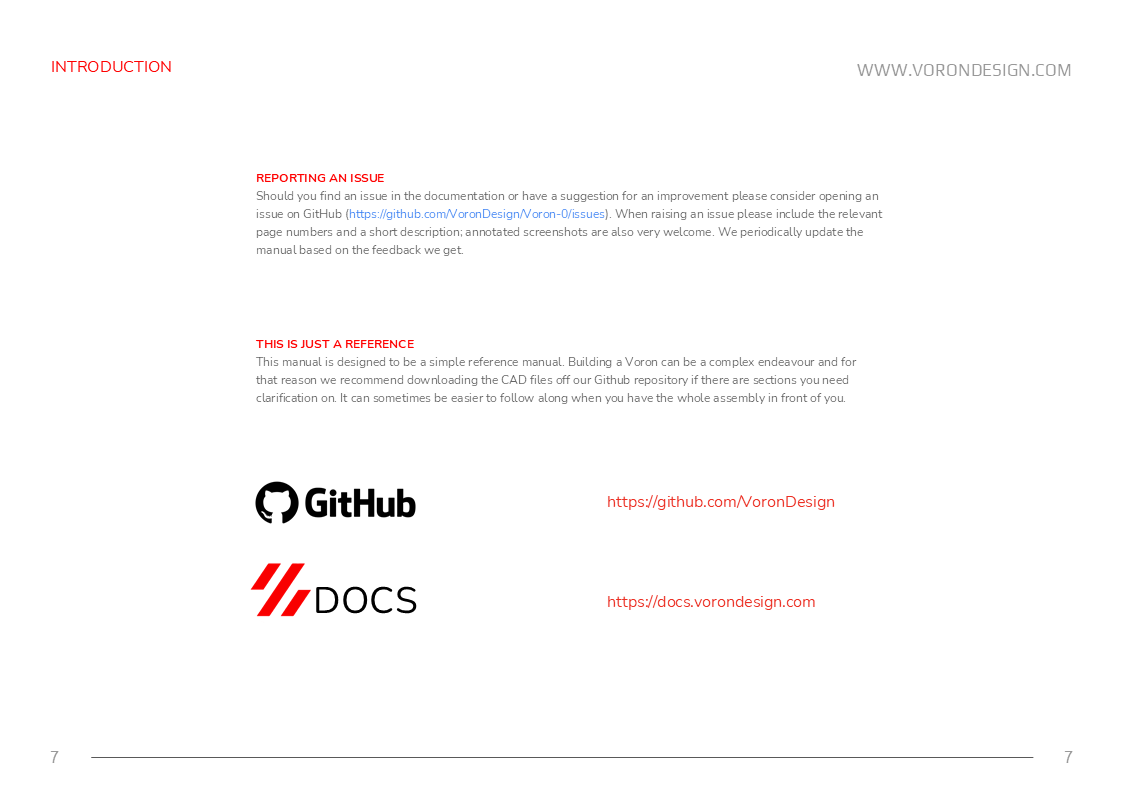 INTRODUCTION
WWW.VORONDESIGN.COM
REPORTING AN ISSUE
Should you find an issue in the documentation or have a suggestion for an improvement please consider opening an
issue on GitHub (https://github.com/VoronDesign/Voron-0/issues). When raising an issue please include the relevant
page numbers and a short description; annotated screenshots are also very welcome. We periodically update the
manual based on the feedback we get.
THIS IS JUST A REFERENCE
This manual is designed to be a simple reference manual. Building a Voron can be a complex endeavour and for
that reason we recommend downloading the CAD files off our Github repository if there are sections you need
clarification on. It can sometimes be easier to follow along when you have the whole assembly in front of you.
GitHub
https://github.com/VoronDesign
DOCS
https://docs.vorondesign.com
7
7